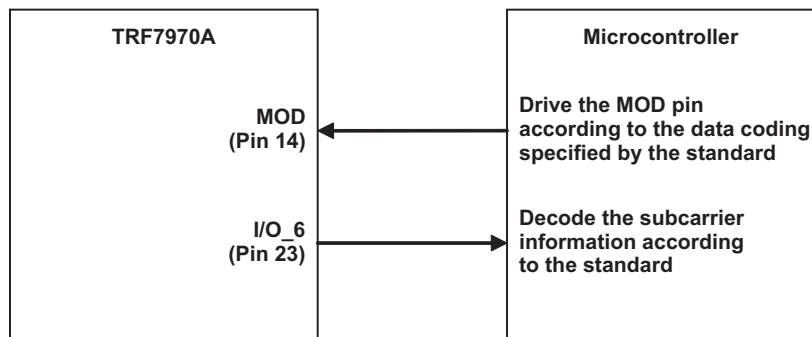 TRF7970A
Microcontroller
MOD
(Pin 14)
Drive the MOD pin
according to the data coding
specified by the standard
I/O_6
(Pin 23)
Decode the subcarrier
information according
to the standard